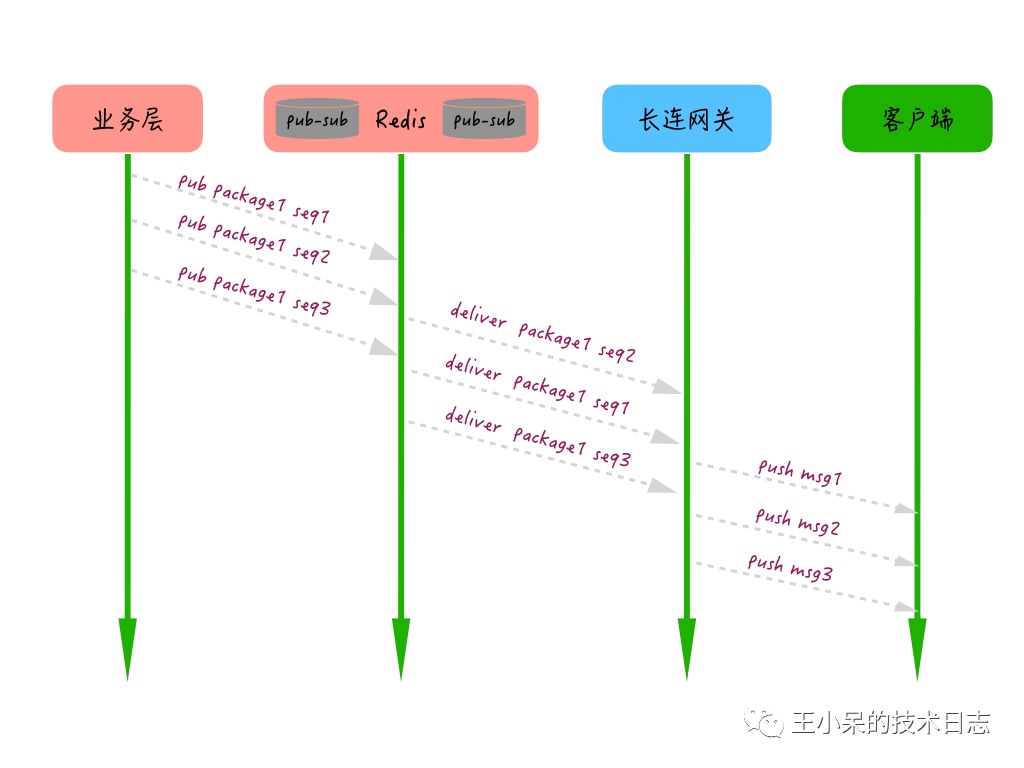 业务层
pub-sub Redis pub-sub
长连网关
客户端
pub package1 seq1
pub package1 seq2
pub package1 seq3
deliver package1 seq2
deliver package1 seq1
deliver package1 seq3
push msg1
push msg2
push msg3
王小呆的技术日志